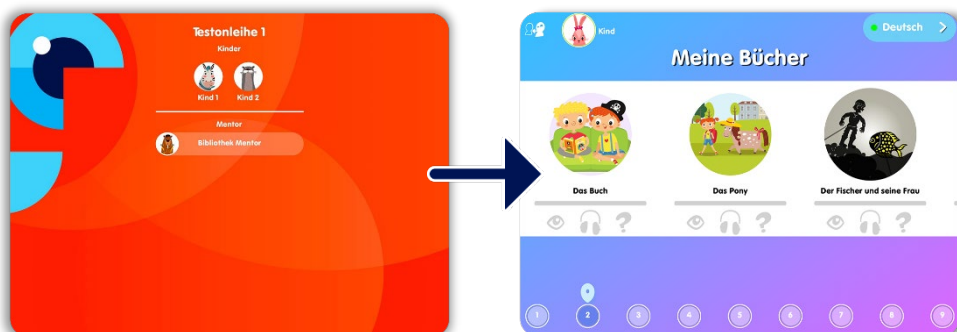 Testonleihe 1
Kinder
Kind 1 Kind 2
Mentor
Bibliothek Mentor
Kind
Deutsch
Meine Bücher
Das Buch Das Pony Der Fischer und seine Frau
1 2 3 4 5 6 7 8 9